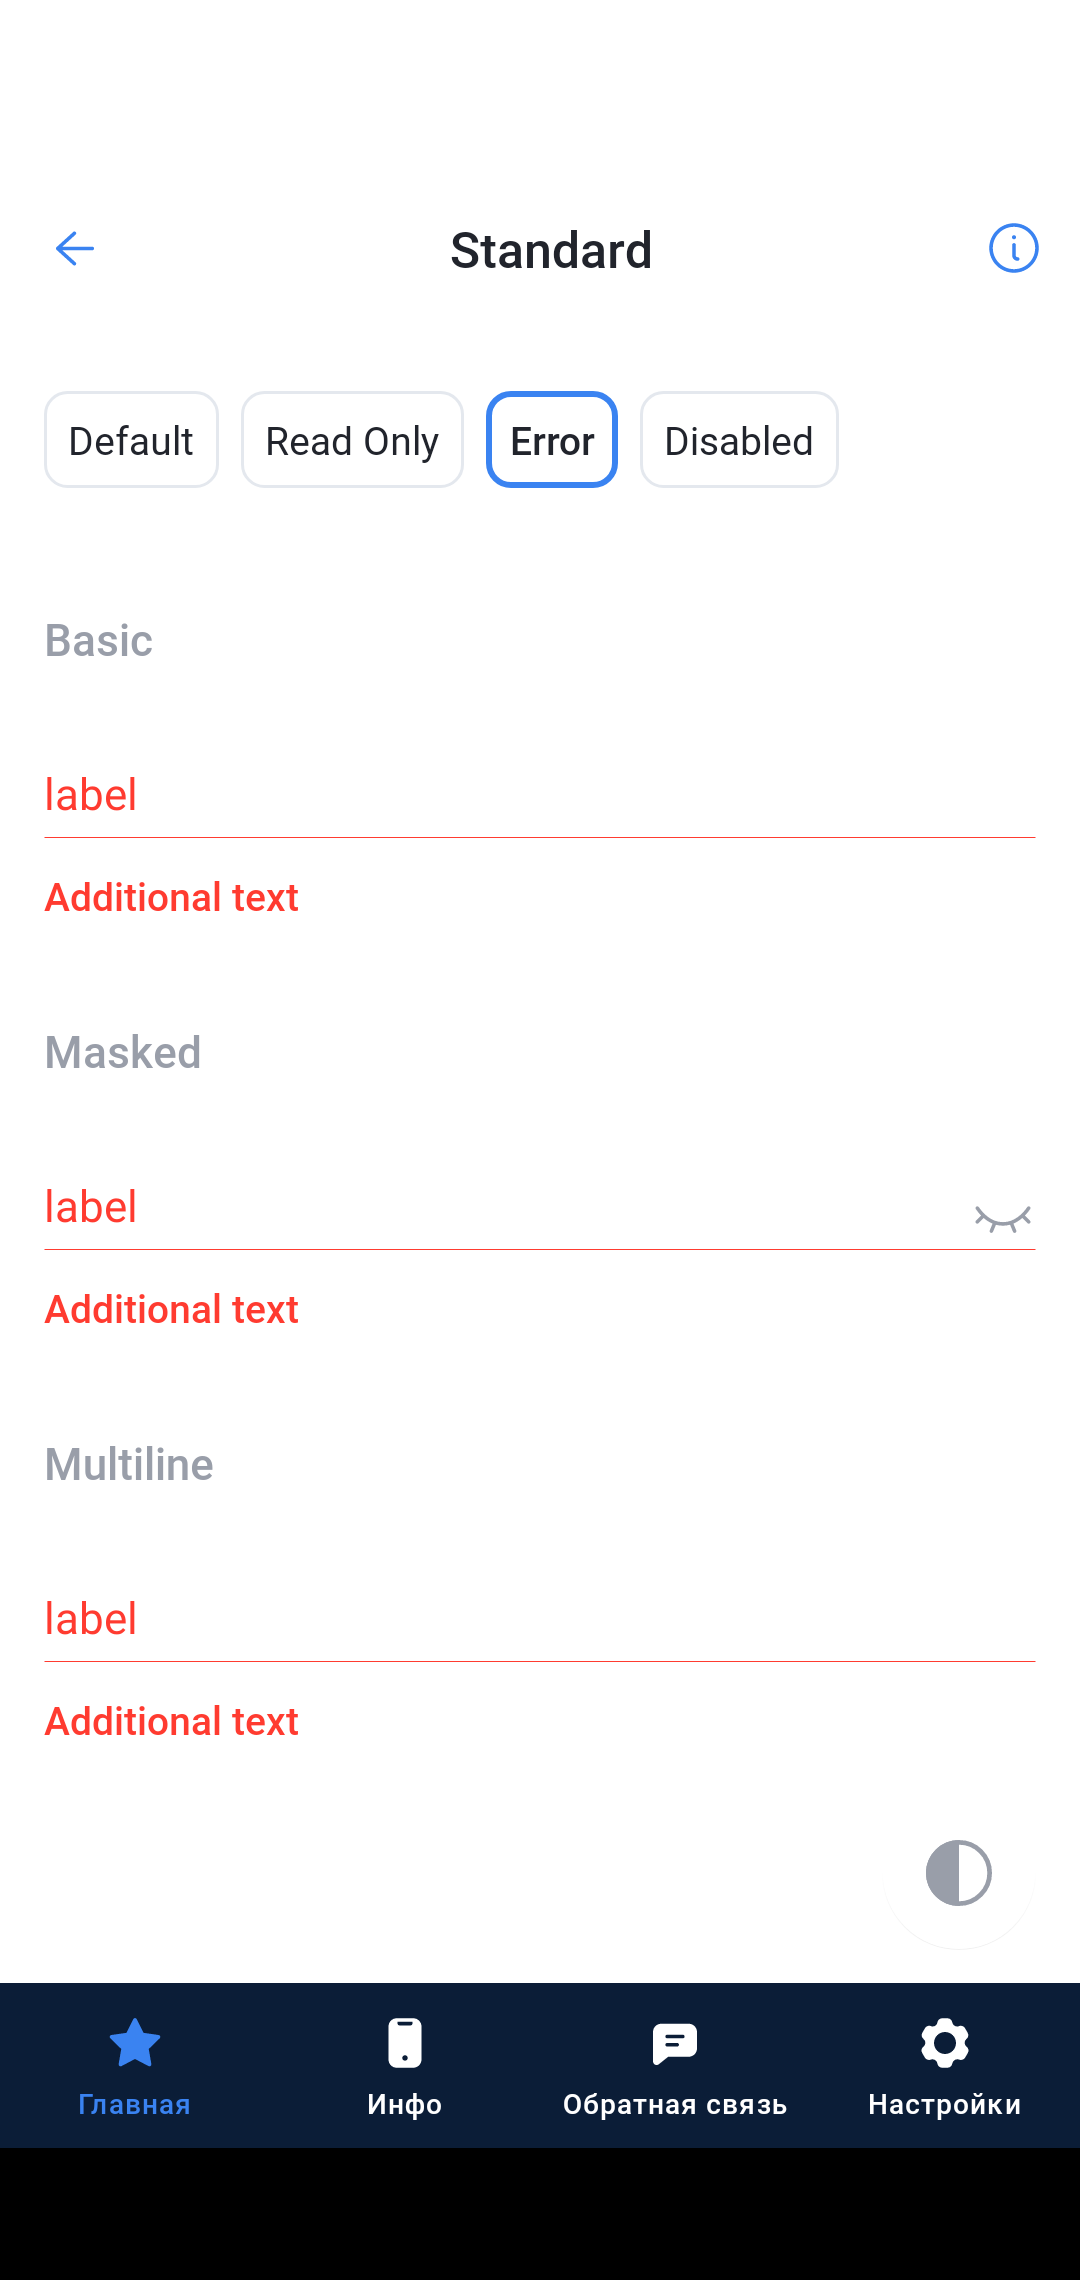 Standard
Default Read Only Error Disabled
Basic
label
Additional text
Masked
label
Additional text
Multiline
label
Additional text
Главная Инфо Обратная связь Настройки